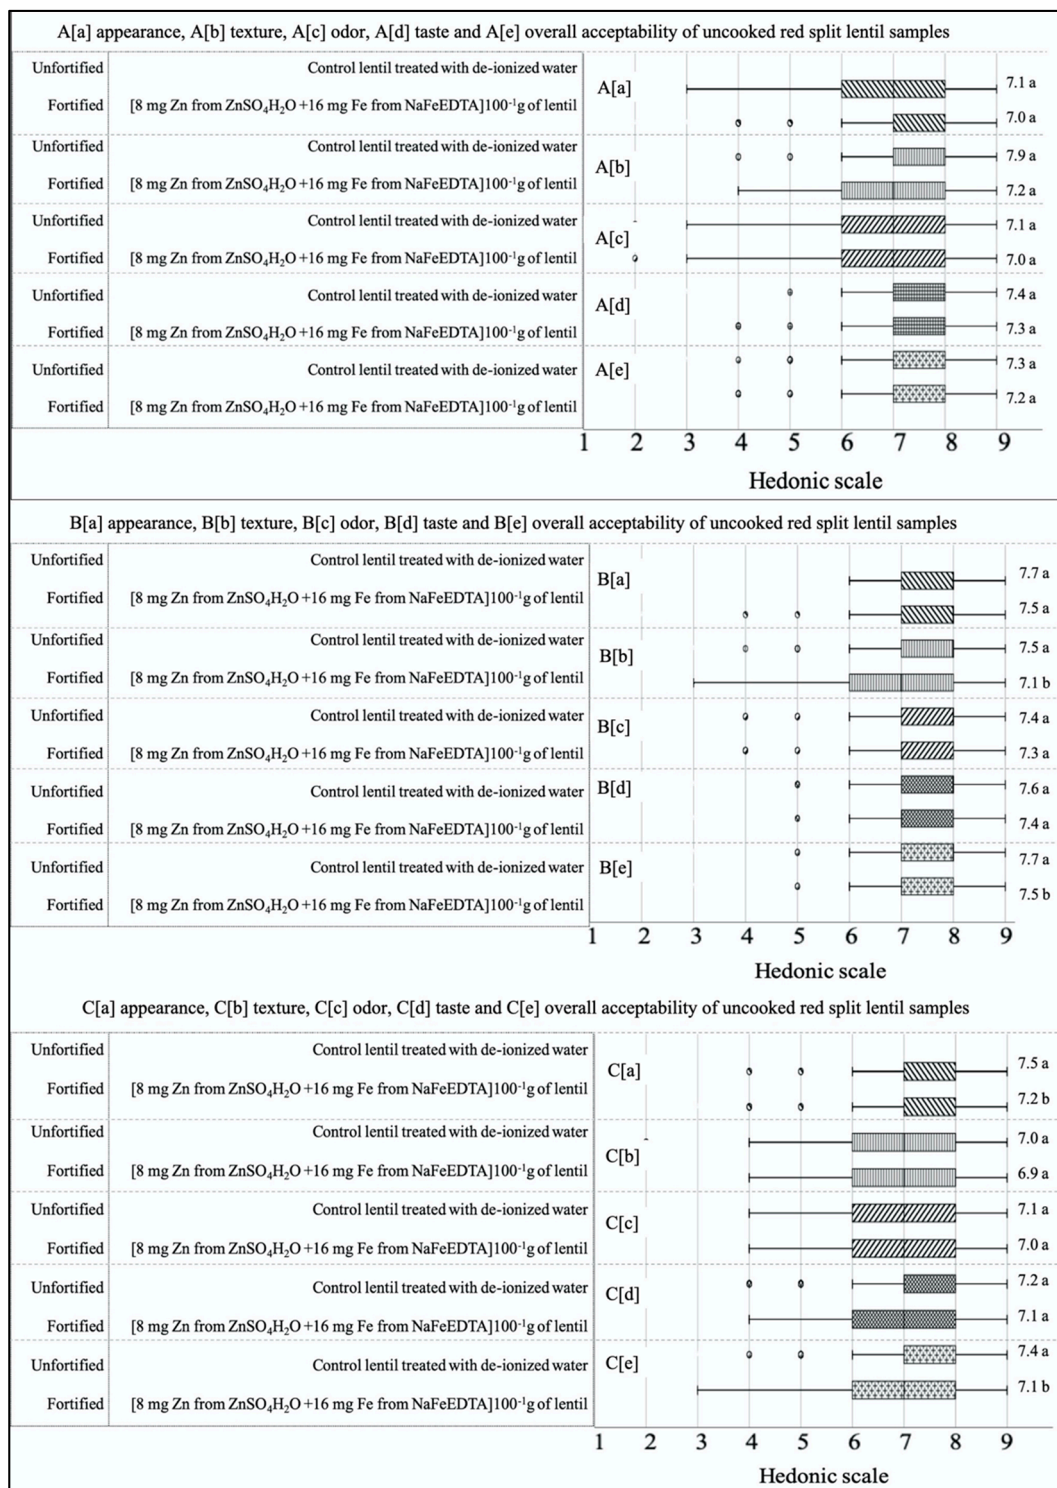 A[a] appearance, A[b] texture, A[c] odor, A[d] taste and A[e] overall acceptability of uncooked red split lentil samples
Unfortified Control lentil treated with de-ionized water
Fortified [8 mg Zn from ZnSO₄H₂O +16 mg Fe from NaFeEDTA]100⁻¹g of lentil
A[a]
7.1 a
7.0 a
Unfortified Control lentil treated with de-ionized water
Fortified [8 mg Zn from ZnSO₄H₂O +16 mg Fe from NaFeEDTA]100⁻¹g of lentil
A[b]
7.9 a
7.2 a
Unfortified Control lentil treated with de-ionized water
Fortified [8 mg Zn from ZnSO₄H₂O +16 mg Fe from NaFeEDTA]100⁻¹g of lentil
A[c]
7.1 a
7.0 a
Unfortified Control lentil treated with de-ionized water
Fortified [8 mg Zn from ZnSO₄H₂O +16 mg Fe from NaFeEDTA]100⁻¹g of lentil
A[d]
7.4 a
7.3 a
Unfortified Control lentil treated with de-ionized water
Fortified [8 mg Zn from ZnSO₄H₂O +16 mg Fe from NaFeEDTA]100⁻¹g of lentil
A[e]
7.3 a
7.2 a
1 2 3 4 5 6 7 8 9
Hedonic scale
B[a] appearance, B[b] texture, B[c] odor, B[d] taste and B[e] overall acceptability of uncooked red split lentil samples
Unfortified Control lentil treated with de-ionized water
Fortified [8 mg Zn from ZnSO₄H₂O +16 mg Fe from NaFeEDTA]100⁻¹g of lentil
B[a]
7.7 a
7.5 a
Unfortified Control lentil treated with de-ionized water
Fortified [8 mg Zn from ZnSO₄H₂O +16 mg Fe from NaFeEDTA]100⁻¹g of lentil
B[b]
7.5 a
7.1 b
Unfortified Control lentil treated with de-ionized water
Fortified [8 mg Zn from ZnSO₄H₂O +16 mg Fe from NaFeEDTA]100⁻¹g of lentil
B[c]
7.4 a
7.3 a
Unfortified Control lentil treated with de-ionized water
Fortified [8 mg Zn from ZnSO₄H₂O +16 mg Fe from NaFeEDTA]100⁻¹g of lentil
B[d]
7.6 a
7.4 a
Unfortified Control lentil treated with de-ionized water
Fortified [8 mg Zn from ZnSO₄H₂O +16 mg Fe from NaFeEDTA]100⁻¹g of lentil
B[e]
7.7 a
7.5 b
1 2 3 4 5 6 7 8 9
Hedonic scale
C[a] appearance, C[b] texture, C[c] odor, C[d] taste and C[e] overall acceptability of uncooked red split lentil samples
Unfortified Control lentil treated with de-ionized water
Fortified [8 mg Zn from ZnSO₄H₂O +16 mg Fe from NaFeEDTA]100⁻¹g of lentil
C[a]
7.5 a
7.2 b
Unfortified Control lentil treated with de-ionized water
Fortified [8 mg Zn from ZnSO₄H₂O +16 mg Fe from NaFeEDTA]100⁻¹g of lentil
C[b]
7.0 a
6.9 a
Unfortified Control lentil treated with de-ionized water
Fortified [8 mg Zn from ZnSO₄H₂O +16 mg Fe from NaFeEDTA]100⁻¹g of lentil
C[c]
7.1 a
7.0 a
Unfortified Control lentil treated with de-ionized water
Fortified [8 mg Zn from ZnSO₄H₂O +16 mg Fe from NaFeEDTA]100⁻¹g of lentil
C[d]
7.2 a
7.1 a
Unfortified Control lentil treated with de-ionized water
Fortified [8 mg Zn from ZnSO₄H₂O +16 mg Fe from NaFeEDTA]100⁻¹g of lentil
C[e]
7.4 a
7.1 b
1 2 3 4 5 6 7 8 9
Hedonic scale